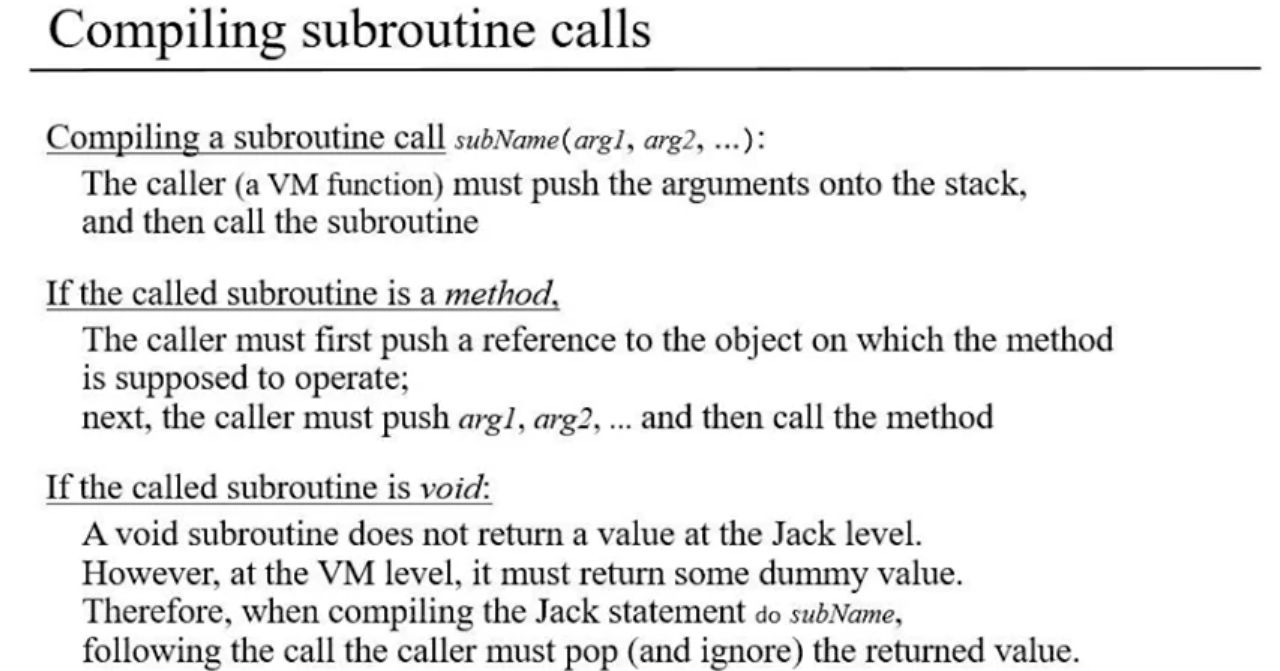 Compiling subroutine calls
Compiling a subroutine call subName(arg1, arg2, ...):
The caller (a VM function) must push the arguments onto the stack,
and then call the subroutine
If the called subroutine is a method,
The caller must first push a reference to the object on which the method
is supposed to operate;
next, the caller must push arg1, arg2, ... and then call the method
If the called subroutine is void:
A void subroutine does not return a value at the Jack level.
However, at the VM level, it must return some dummy value.
Therefore, when compiling the Jack statement do subName,
following the call the caller must pop (and ignore) the returned value.